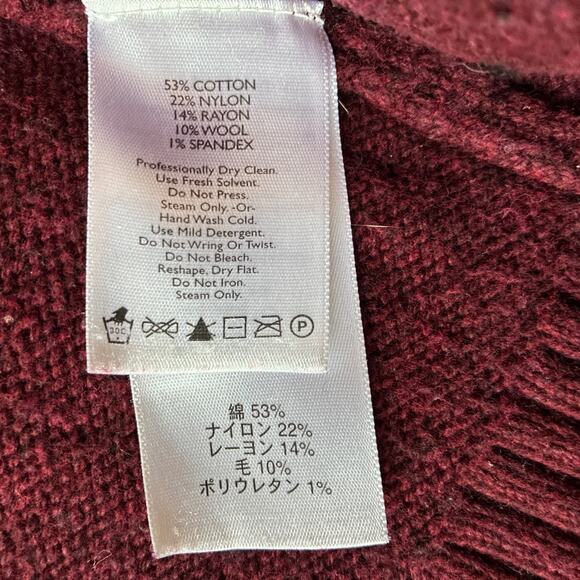 53% COTTON
22% NYLON
14% RAYON
10% WOOL
1% SPANDEX
Professionally Dry Clean.
Use Fresh Solvent.
Do Not Press.
Steam Only. -Or-
Hand Wash Cold.
Use Mild Detergent.
Do Not Wring Or Twist.
Do Not Bleach.
Reshape, Dry Flat.
Do Not Iron.
Steam Only.
30C P
綿 53%
ナイロン 22%
レーヨン 14%
毛 10%
ポリウレタン 1%